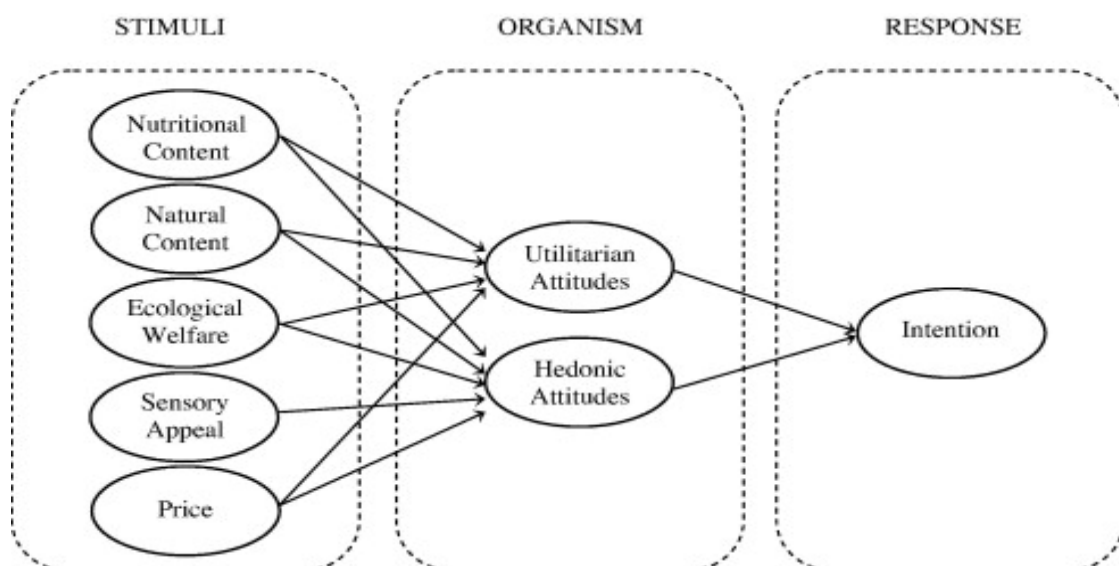 STIMULI
ORGANISM
RESPONSE
Nutritional
Content
Natural
Content
Ecological
Welfare
Sensory
Appeal
Price
Utilitarian
Attitudes
Hedonic
Attitudes
Intention